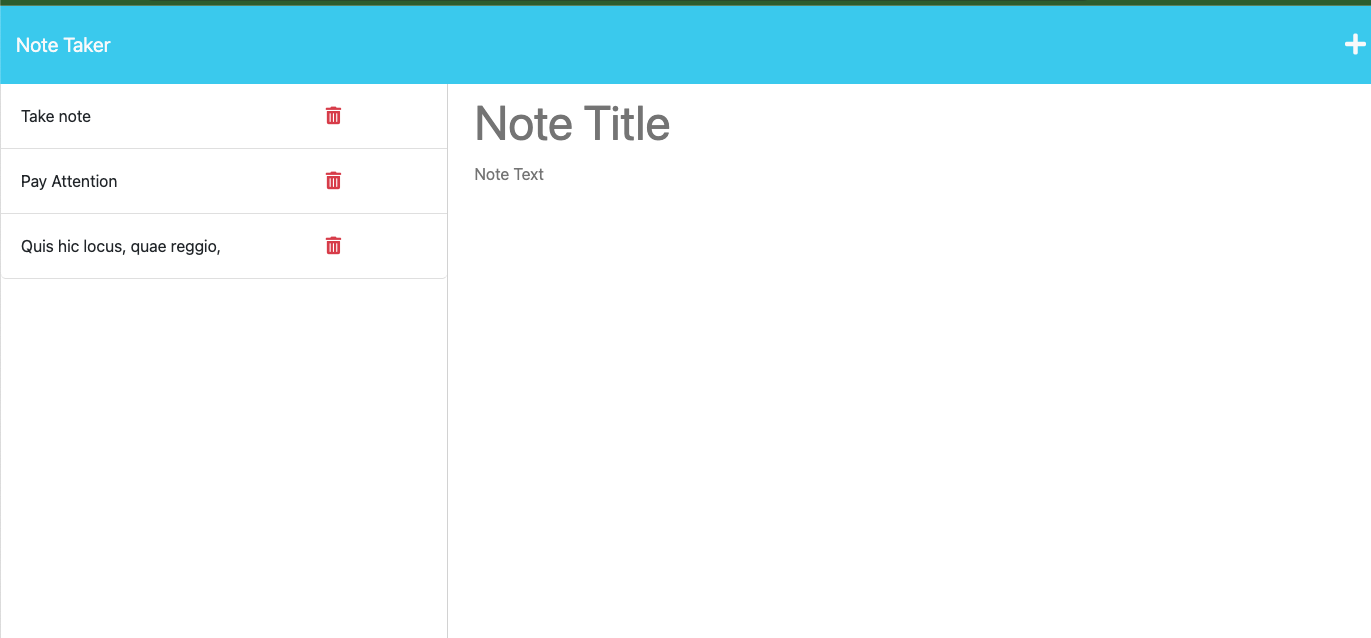 Note Taker
Take note
Pay Attention
Quis hic locus, quae reggio,
Note Title
Note Text